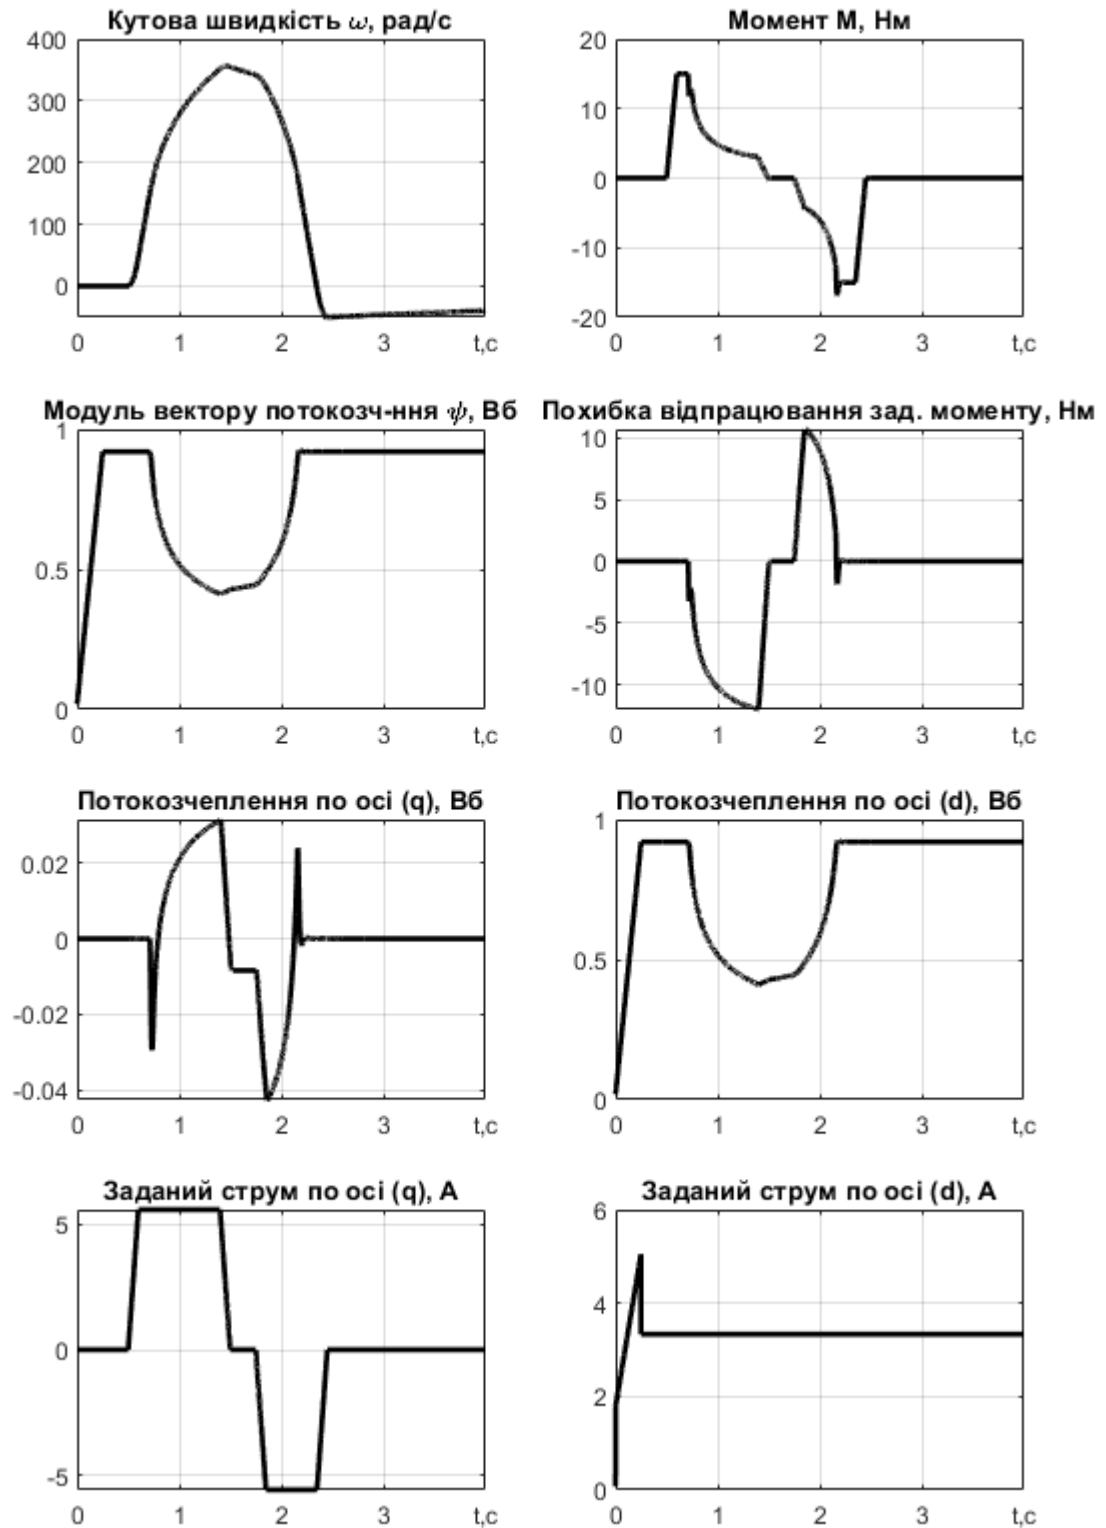 Кутова швидкість ω, рад/с
400
300
200
100
0
0 1 2 3 t,c
Момент М, Нм
20
10
0
-10
-20
0 1 2 3 t,c
Модуль вектору потокозч-ння ψ, Вб
1
0.5
0
0 1 2 3 t,c
Похибка відпрацювання зад. моменту, Нм
10
5
0
-5
-10
0 1 2 3 t,c
Потокозчеплення по осі (q), Вб
0.02
0
-0.02
-0.04
0 1 2 3 t,c
Потокозчеплення по осі (d), Вб
1
0.5
0
0 1 2 3 t,c
Заданий струм по осі (q), А
5
0
-5
0 1 2 3 t,c
Заданий струм по осі (d), А
6
4
2
0
0 1 2 3 t,c